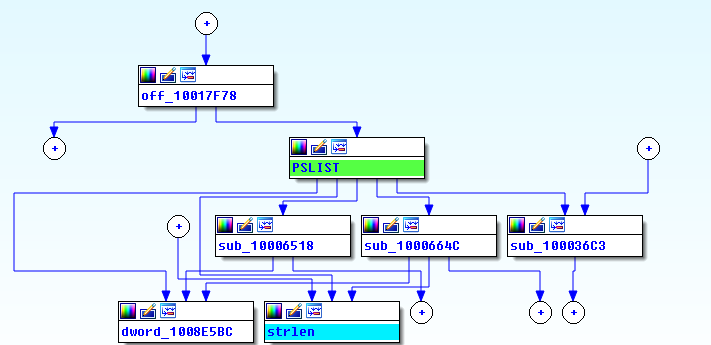 off_10017F78
PSLIST
sub_10006518
sub_1000664C
sub_100036C3
dword_1008E5BC
strlen